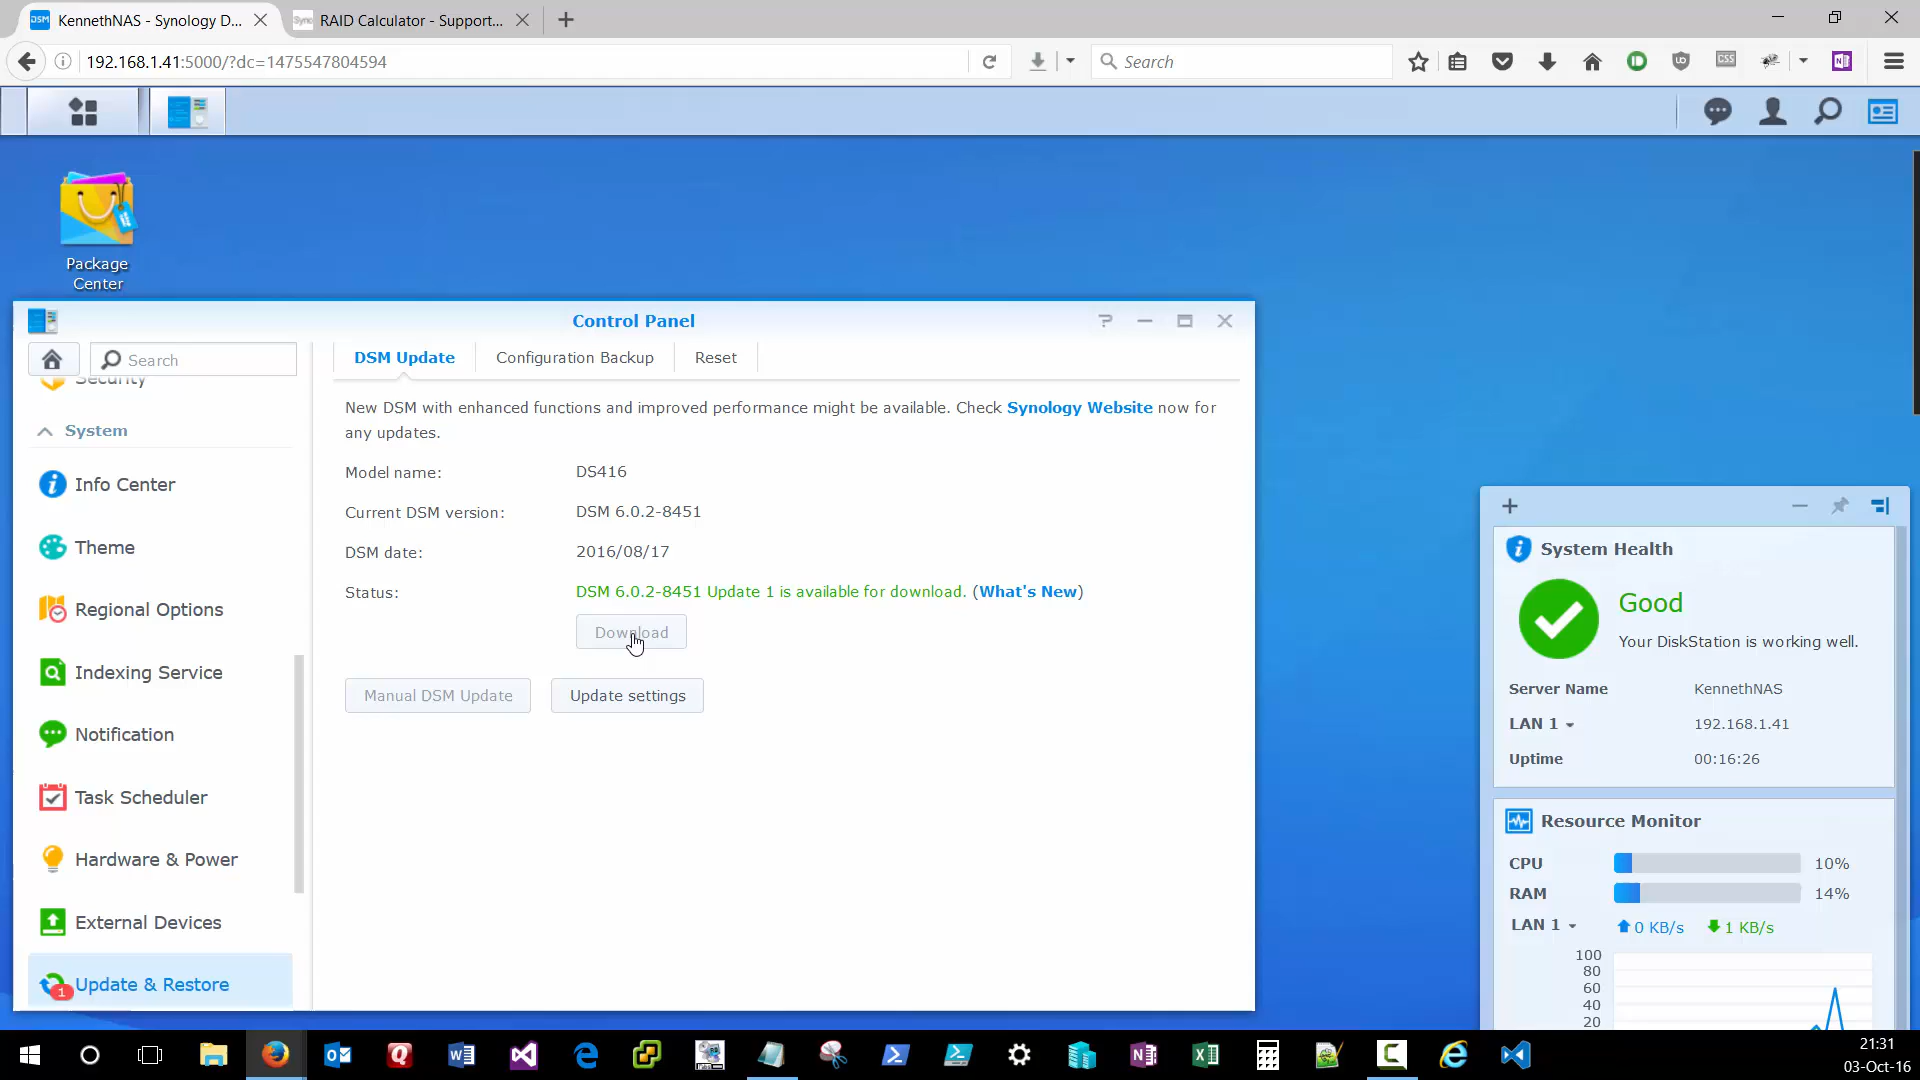 KennethNAS - Synology D...
RAID Calculator - Support...
192.168.1.41:5000/?dc=1475547804594
Search
Package
Center
Control Panel
Search
DSM Update
Configuration Backup
Reset
Security
System
Info Center
Theme
Regional Options
Indexing Service
Notification
Task Scheduler
Hardware & Power
External Devices
1
Update & Restore
New DSM with enhanced functions and improved performance might be available. Check Synology Website now for
any updates.
Model name: DS416
Current DSM version: DSM 6.0.2-8451
DSM date: 2016/08/17
Status: DSM 6.0.2-8451 Update 1 is available for download. (What's New)
Download
Manual DSM Update
Update settings
System Health
Good
Your DiskStation is working well.
Server Name KennethNAS
LAN 1 192.168.1.41
Uptime 00:16:26
Resource Monitor
CPU 10%
RAM 14%
LAN 1 0 KB/s 1 KB/s
100
80
60
40
20
21:31
03-Oct-16